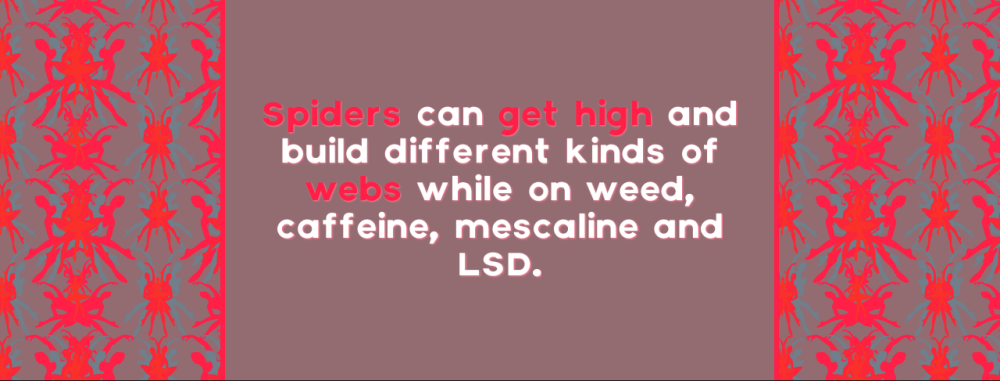 Spiders can get high and
build different kinds of
webs while on weed,
caffeine, mescaline and
LSD.